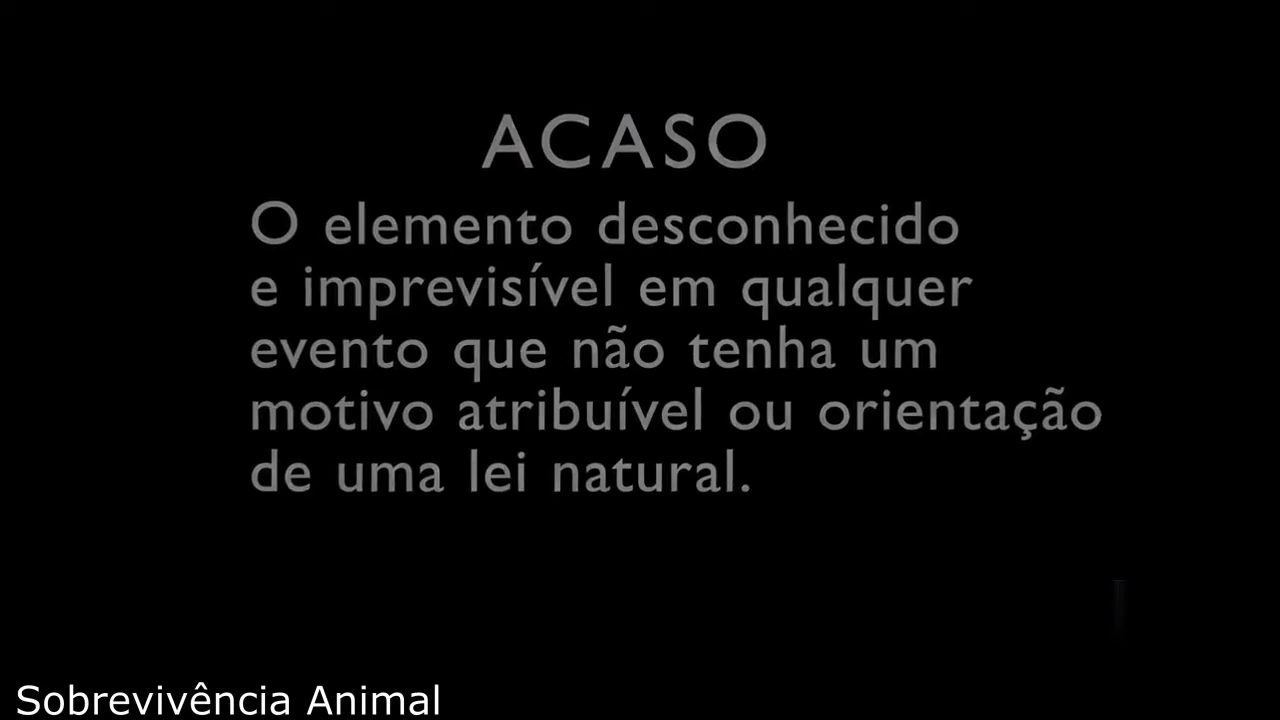 ACASO
O elemento desconhecido
e imprevisível em qualquer
evento que não tenha um
motivo atribuível ou orientação
de uma lei natural.
Sobrevivência Animal